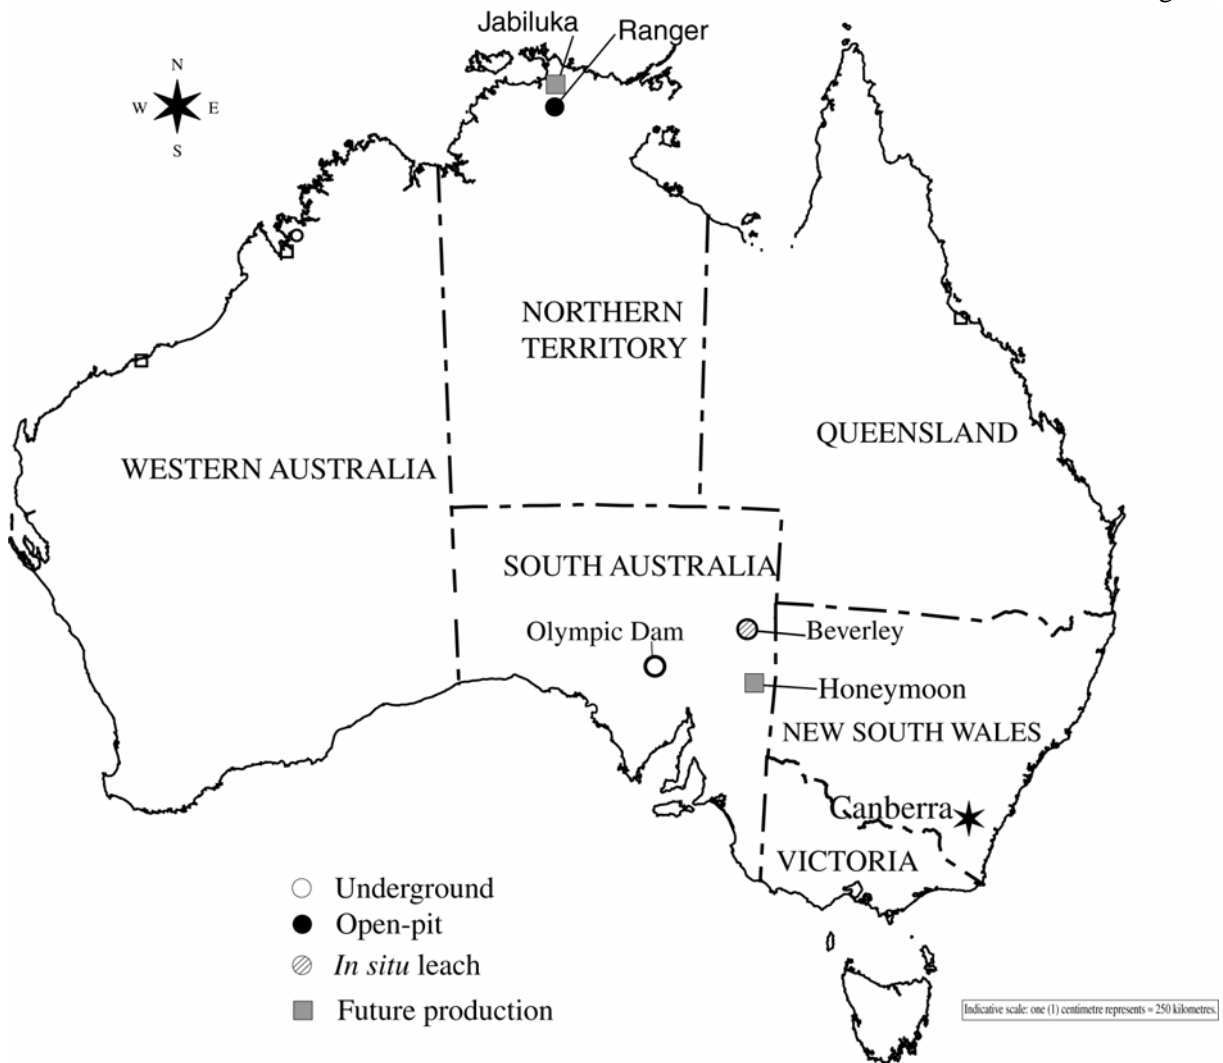 Jabiluka
Ranger
N
W E
S
NORTHERN
TERRITORY
QUEENSLAND
WESTERN AUSTRALIA
SOUTH AUSTRALIA
Olympic Dam
Beverley
Honeymoon
NEW SOUTH WALES
Canberra
VICTORIA
Underground
Open-pit
In situ leach
Future production
Indicative scale: one (1) centimetre represents ≈ 250 kilometres.